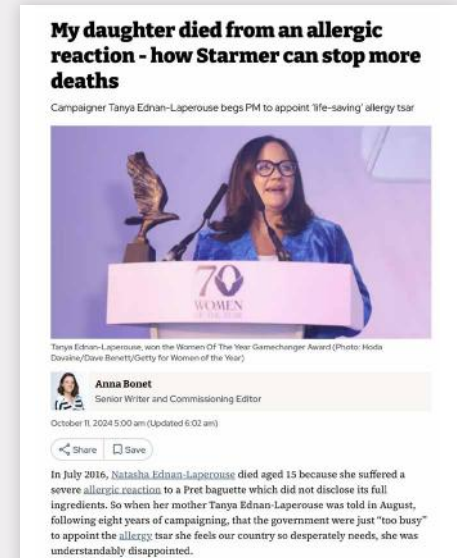 My daughter died from an allergic
reaction - how Starmer can stop more
deaths
Campaigner Tanya Ednan-Laperouse begs PM to appoint 'life-saving' allergy tsar
70
WOMEN
OF THE YEAR
Tanya Ednan-Laperouse, won the Women Of The Year Gamechanger Award (Photo: Hoda
Davaine/Dave Benett/Getty for Women of the Year)
Anna Bonet
Senior Writer and Commissioning Editor
October 11, 2024 5:00 am (Updated 6:02 am)
Share Save
In July 2016, Natasha Ednan-Laperouse died aged 15 because she suffered a
severe allergic reaction to a Pret baguette which did not disclose its full
ingredients. So when her mother Tanya Ednan-Laperouse was told in August,
following eight years of campaigning, that the government were just "too busy"
to appoint the allergy tsar she feels our country so desperately needs, she was
understandably disappointed.